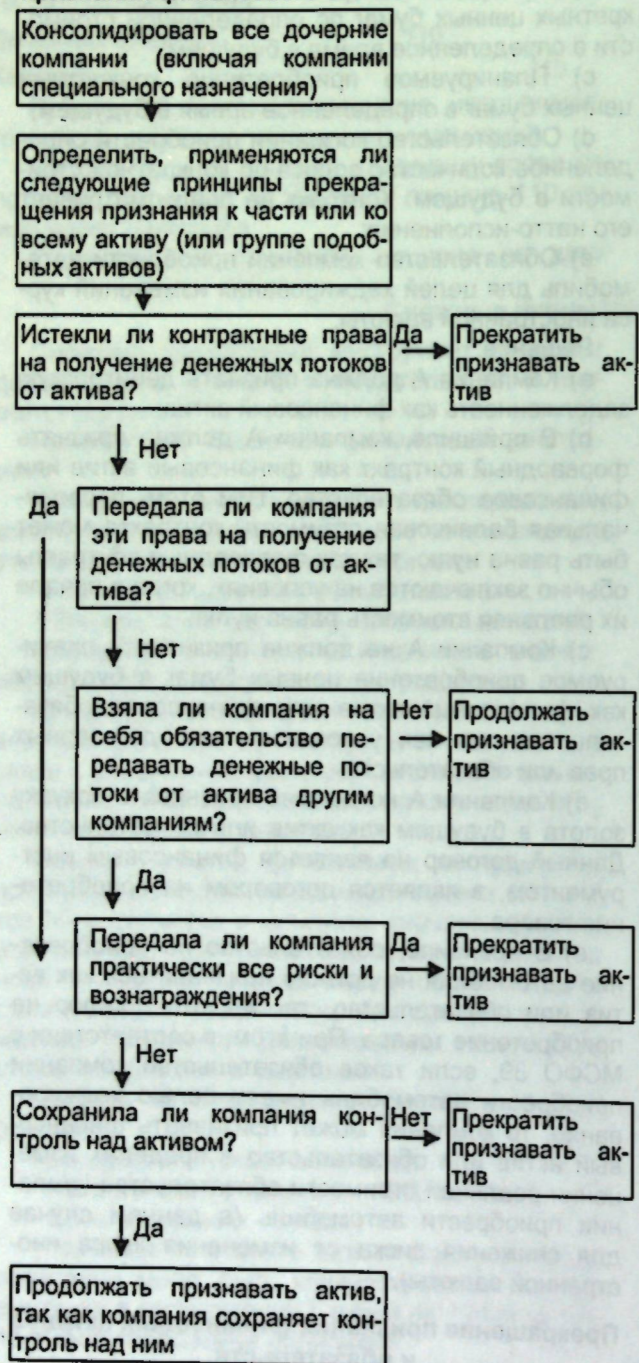 Консолидировать все дочерние
компании (включая компании
специального назначения)
Определить, применяются ли
следующие принципы прекра-
щения признания к части или ко
всему активу (или группе подоб-
ных активов)
Истекли ли контрактные права
на получение денежных потоков
от актива?
Да
Прекратить
признавать ак-
тив
Нет
Да
Передала ли компания
эти права на получение
денежных потоков от ак-
тива?
Нет
Взяла ли компания на
себя обязательство пе-
редавать денежные по-
токи от актива другим
компаниям?
Нет
Продолжать
признавать ак-
тив
Да
Передала ли компания
практически все риски и
вознаграждения?
Да
Прекратить
признавать ак-
тив
Нет
Сохранила ли компания кон-
троль над активом?
Нет
Прекратить
признавать ак-
тив
Да
Продолжать признавать актив,
так как компания сохраняет кон-
троль над ним